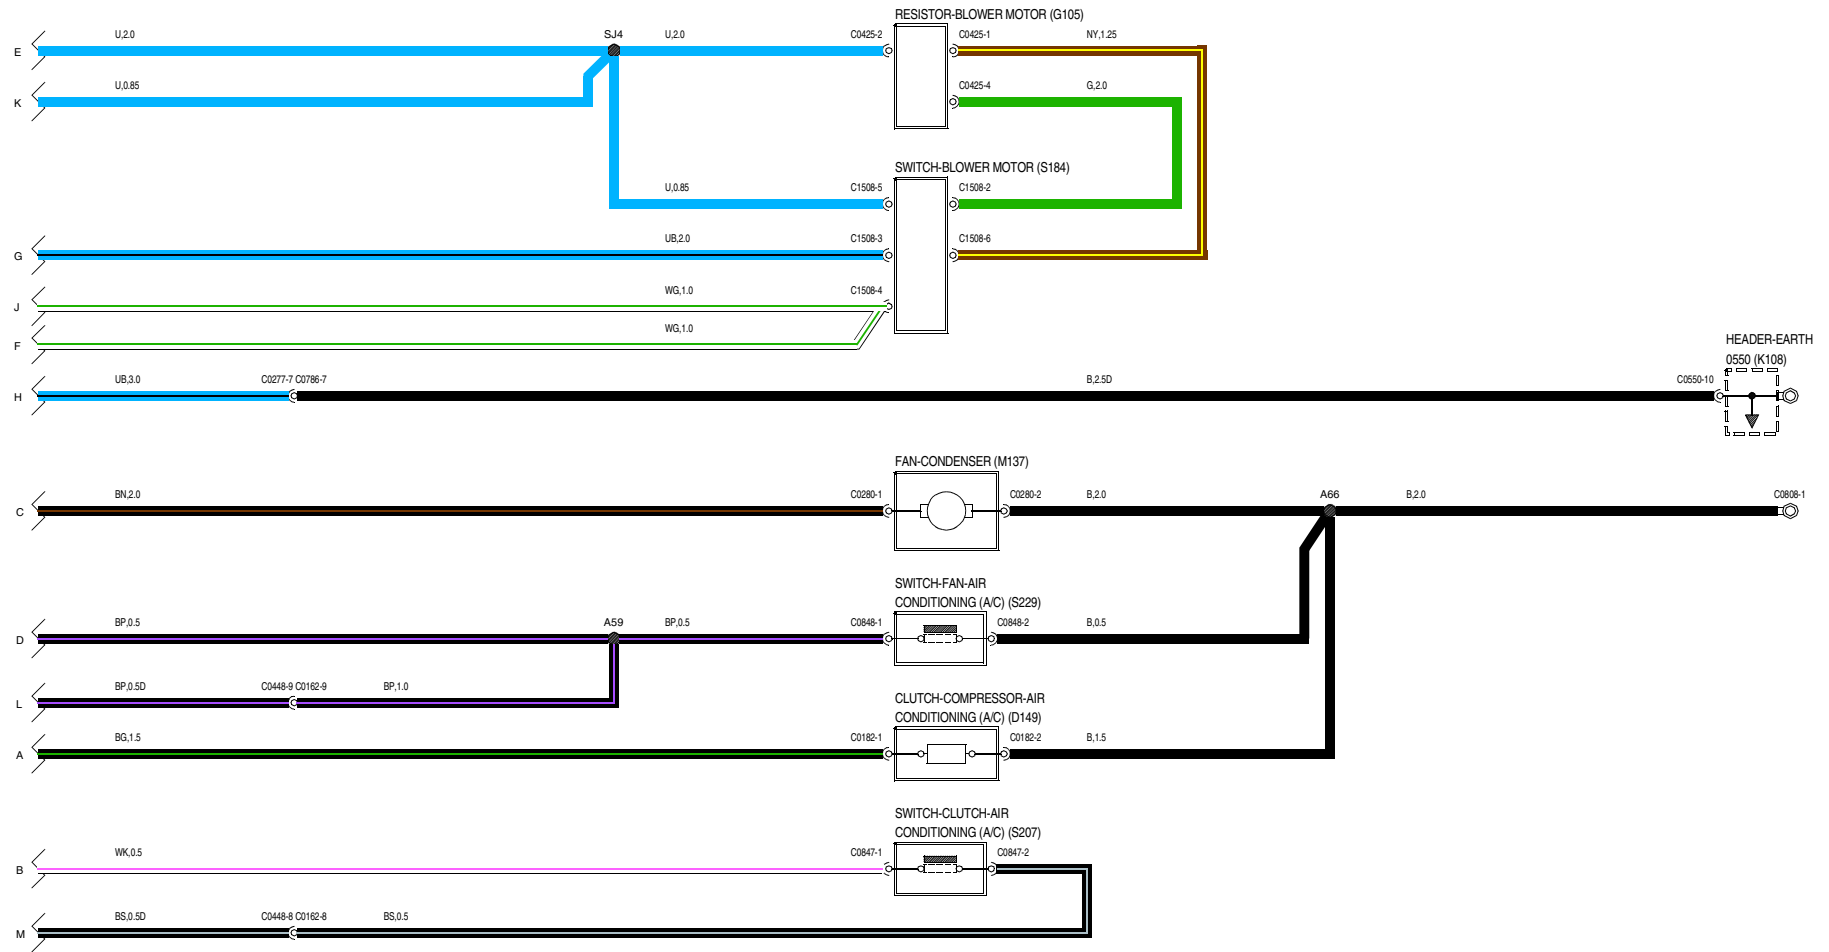 RESISTOR-BLOWER MOTOR (G105)
E U,2.0 SJ4 U,2.0 C0425-2 C0425-1 NY,1.25
K U,0.85 C0425-4 G,2.0
SWITCH-BLOWER MOTOR (S184)
U,0.85 C1508-5 C1508-2
G UB,2.0 C1508-3 C1508-6
J WG,1.0 C1508-4
F WG,1.0
HEADER-EARTH
0550 (K108)
H UB,3.0 C0277-7 C0786-7 B,2.5D C0550-10
FAN-CONDENSER (M137)
C BN,2.0 C0280-1 C0280-2 B,2.0 A66 B,2.0 C0808-1
SWITCH-FAN-AIR
CONDITIONING (A/C) (S229)
D BP,0.5 A59 BP,0.5 C0848-1 C0848-2 B,0.5
L BP,0.5D C0448-9 C0162-9 BP,1.0
CLUTCH-COMPRESSOR-AIR
CONDITIONING (A/C) (D149)
A BG,1.5 C0182-1 C0182-2 B,1.5
SWITCH-CLUTCH-AIR
CONDITIONING (A/C) (S207)
B WK,0.5 C0847-1 C0847-2
M BS,0.5D C0448-8 C0162-8 BS,0.5